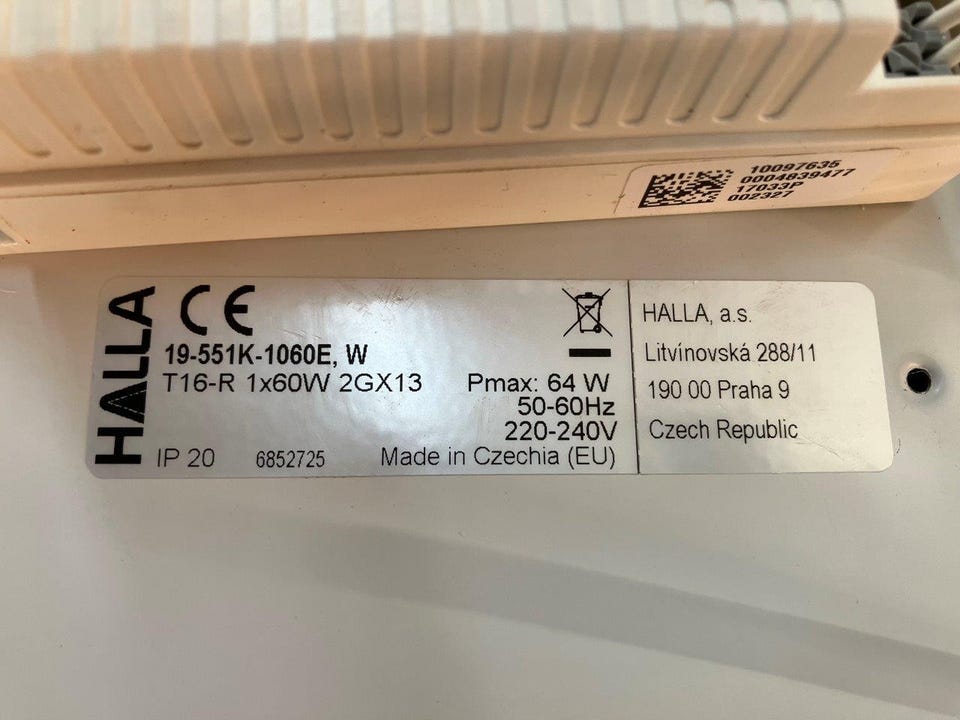 10097635
0004839477
17033P
002327
HALLA
CE
19-551K-1060E, W
T16-R 1x60W 2GX13
Pmax: 64 W
50-60Hz
220-240V
IP 20
6852725
Made in Czechia (EU)
HALLA, a.s.
Litvínovská 288/11
190 00 Praha 9
Czech Republic